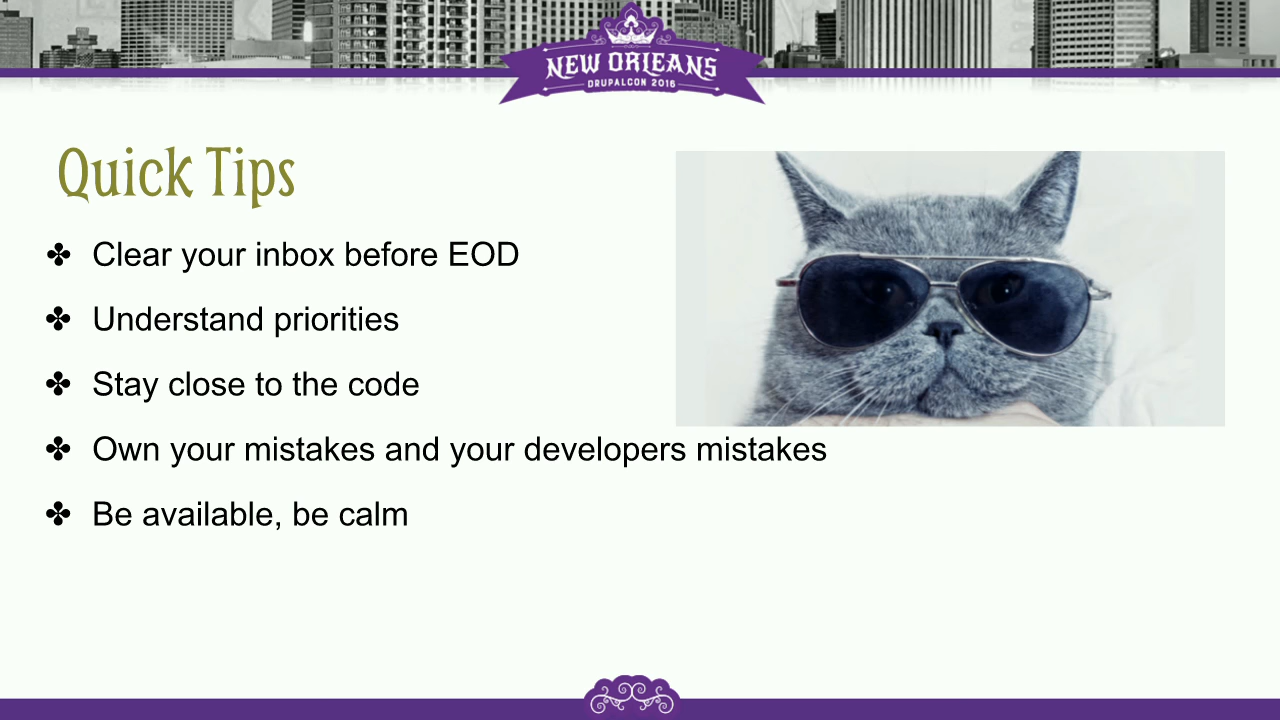 NEW ORLEANS
DRUPALCON 2016
Quick Tips
✤ Clear your inbox before EOD
✤ Understand priorities
✤ Stay close to the code
✤ Own your mistakes and your developers mistakes
✤ Be available, be calm